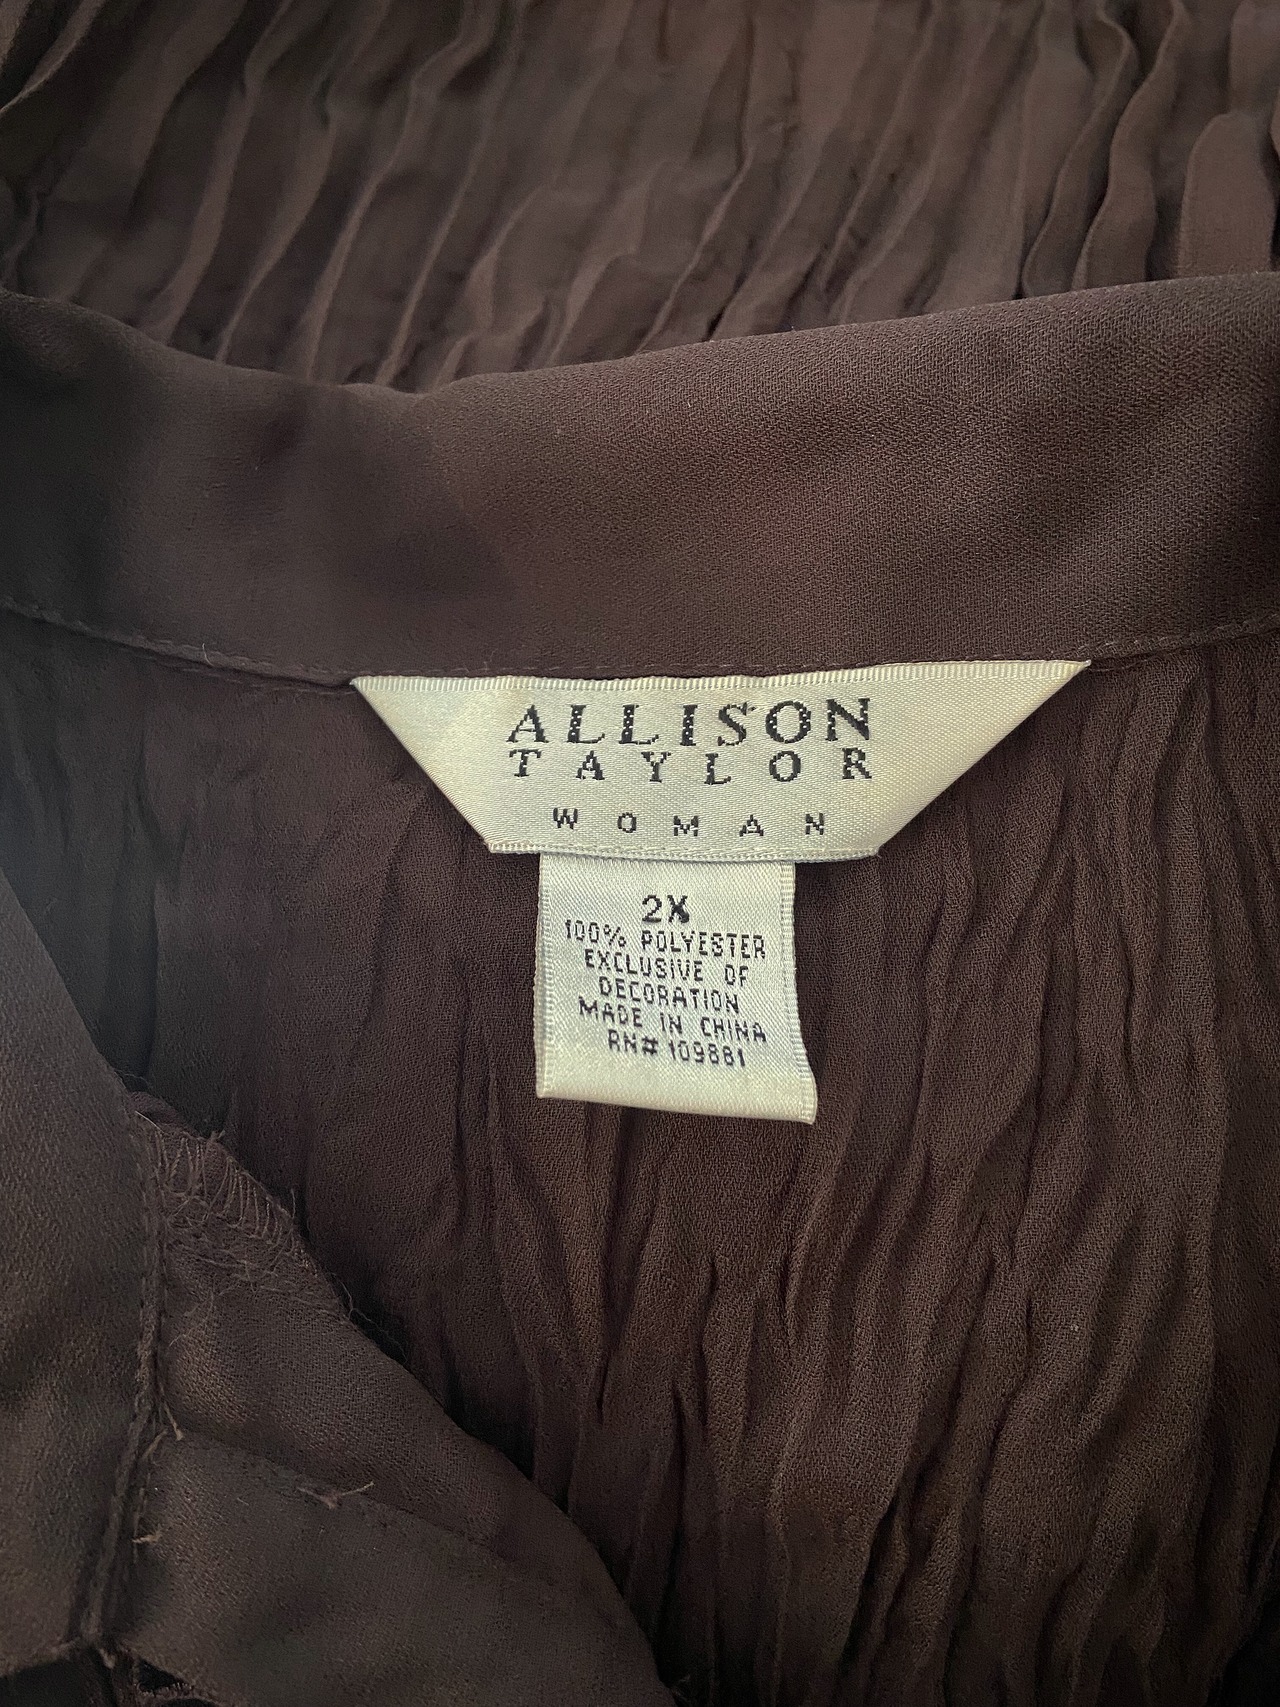 ALLISON
TAYLOR
WOMAN
2X
100% POLYESTER
EXCLUSIVE OF
DECORATION
MADE IN CHINA
RN# 109881